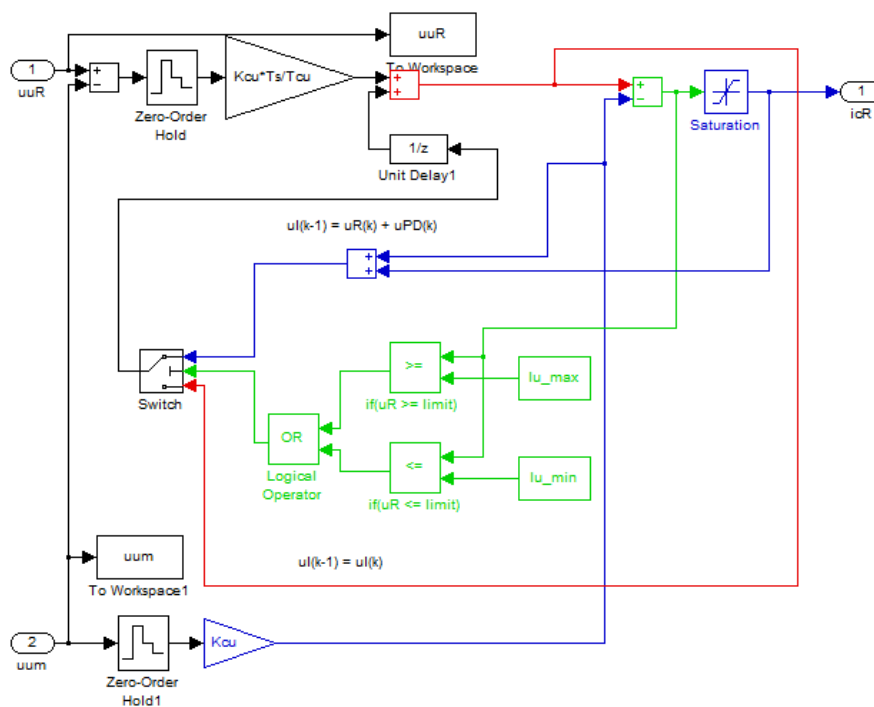 uuR
To Workspace
1
uuR
+
−
Zero-Order
Hold
Kcu*Ts/Tcu
+
+
+
−
Saturation
1
icR
1/z
Unit Delay1
uI(k-1) = uR(k) + uPD(k)
+
+
Switch
>=
if(uR >= limit)
Iu_max
OR
Logical
Operator
<=
if(uR <= limit)
Iu_min
uum
To Workspace1
uI(k-1) = uI(k)
2
uum
Zero-Order
Hold1
Kcu